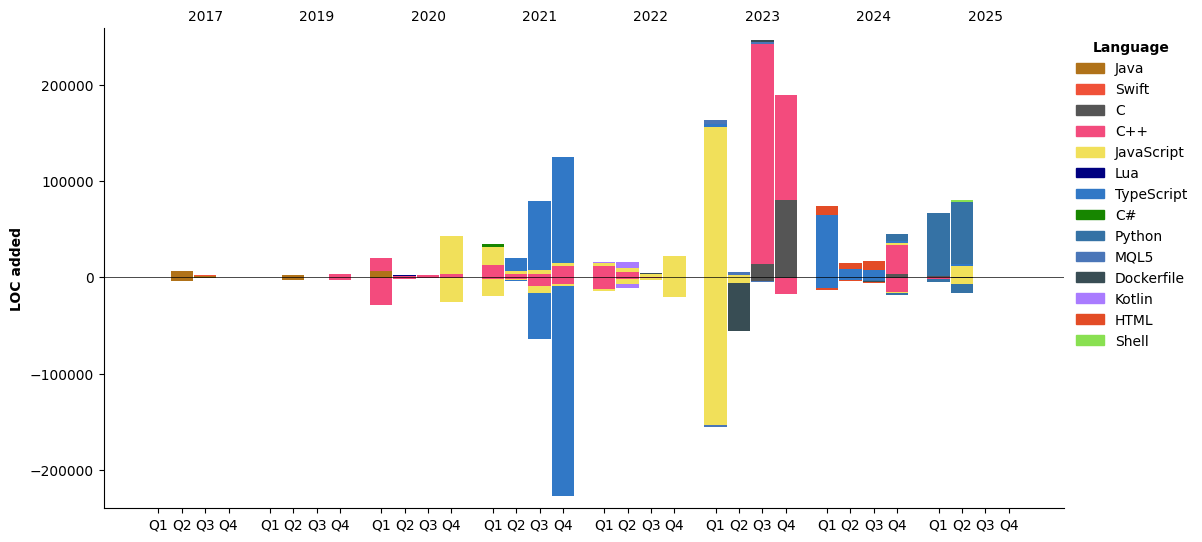 2017 2019 2020 2021 2022 2023 2024 2025
LOC added
200000
100000
0
−100000
−200000
Q1 Q2 Q3 Q4 Q1 Q2 Q3 Q4 Q1 Q2 Q3 Q4 Q1 Q2 Q3 Q4 Q1 Q2 Q3 Q4 Q1 Q2 Q3 Q4 Q1 Q2 Q3 Q4 Q1 Q2 Q3 Q4
Language
Java
Swift
C
C++
JavaScript
Lua
TypeScript
C#
Python
MQL5
Dockerfile
Kotlin
HTML
Shell